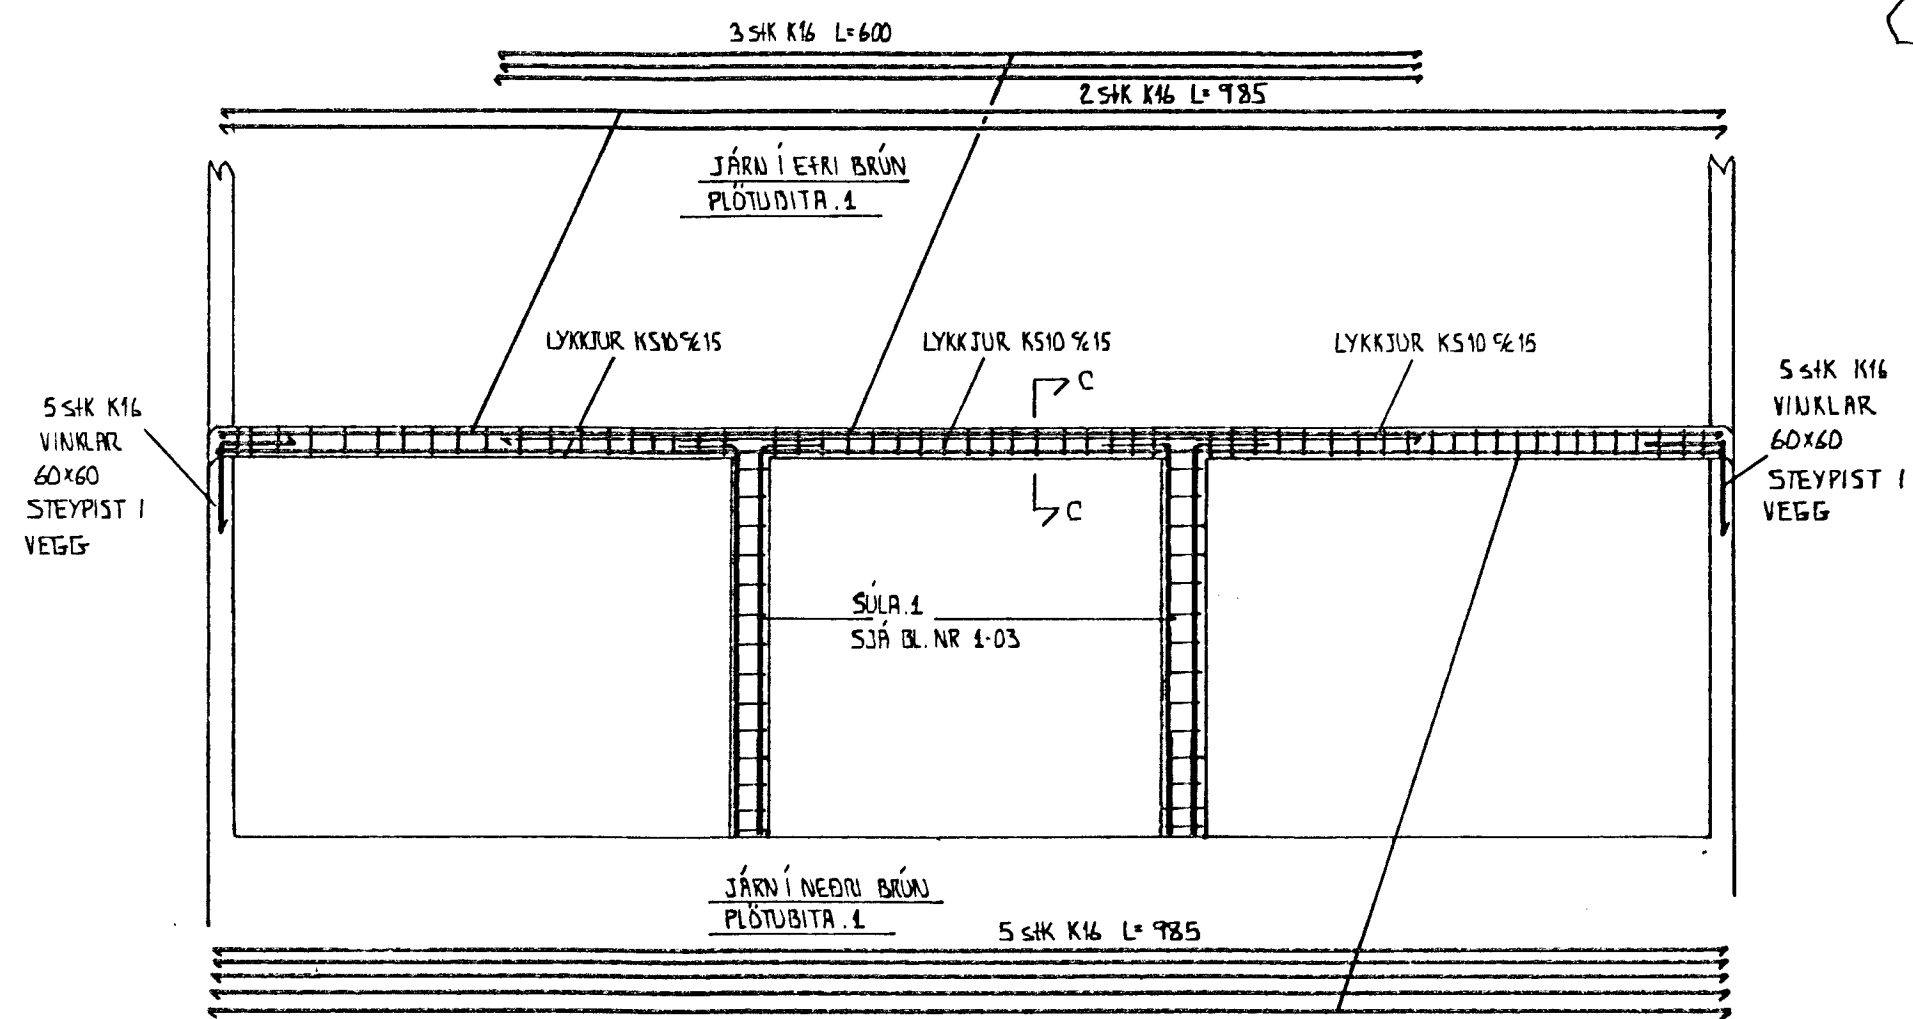 3 stK K16 L=600
2 stK K16 L= 985
JÁRN Í EFRI BRÚN
PLÖTUBITA.1
LYKKJUR KS10 c/c 15
LYKKJUR KS10 c/c 15
LYKKJUR KS10 c/c 15
5 stK K16
VINKLAR
60x60
STEYPIST Í
VEGG
C
C
5 stK K16
VINKLAR
60x60
STEYPIST Í
VEGG
SÚLA.1
SJÁ BL. NR 1-03
JÁRN Í NEÐRI BRÚN
PLÖTUBITA.1
5 stK K16 L= 985